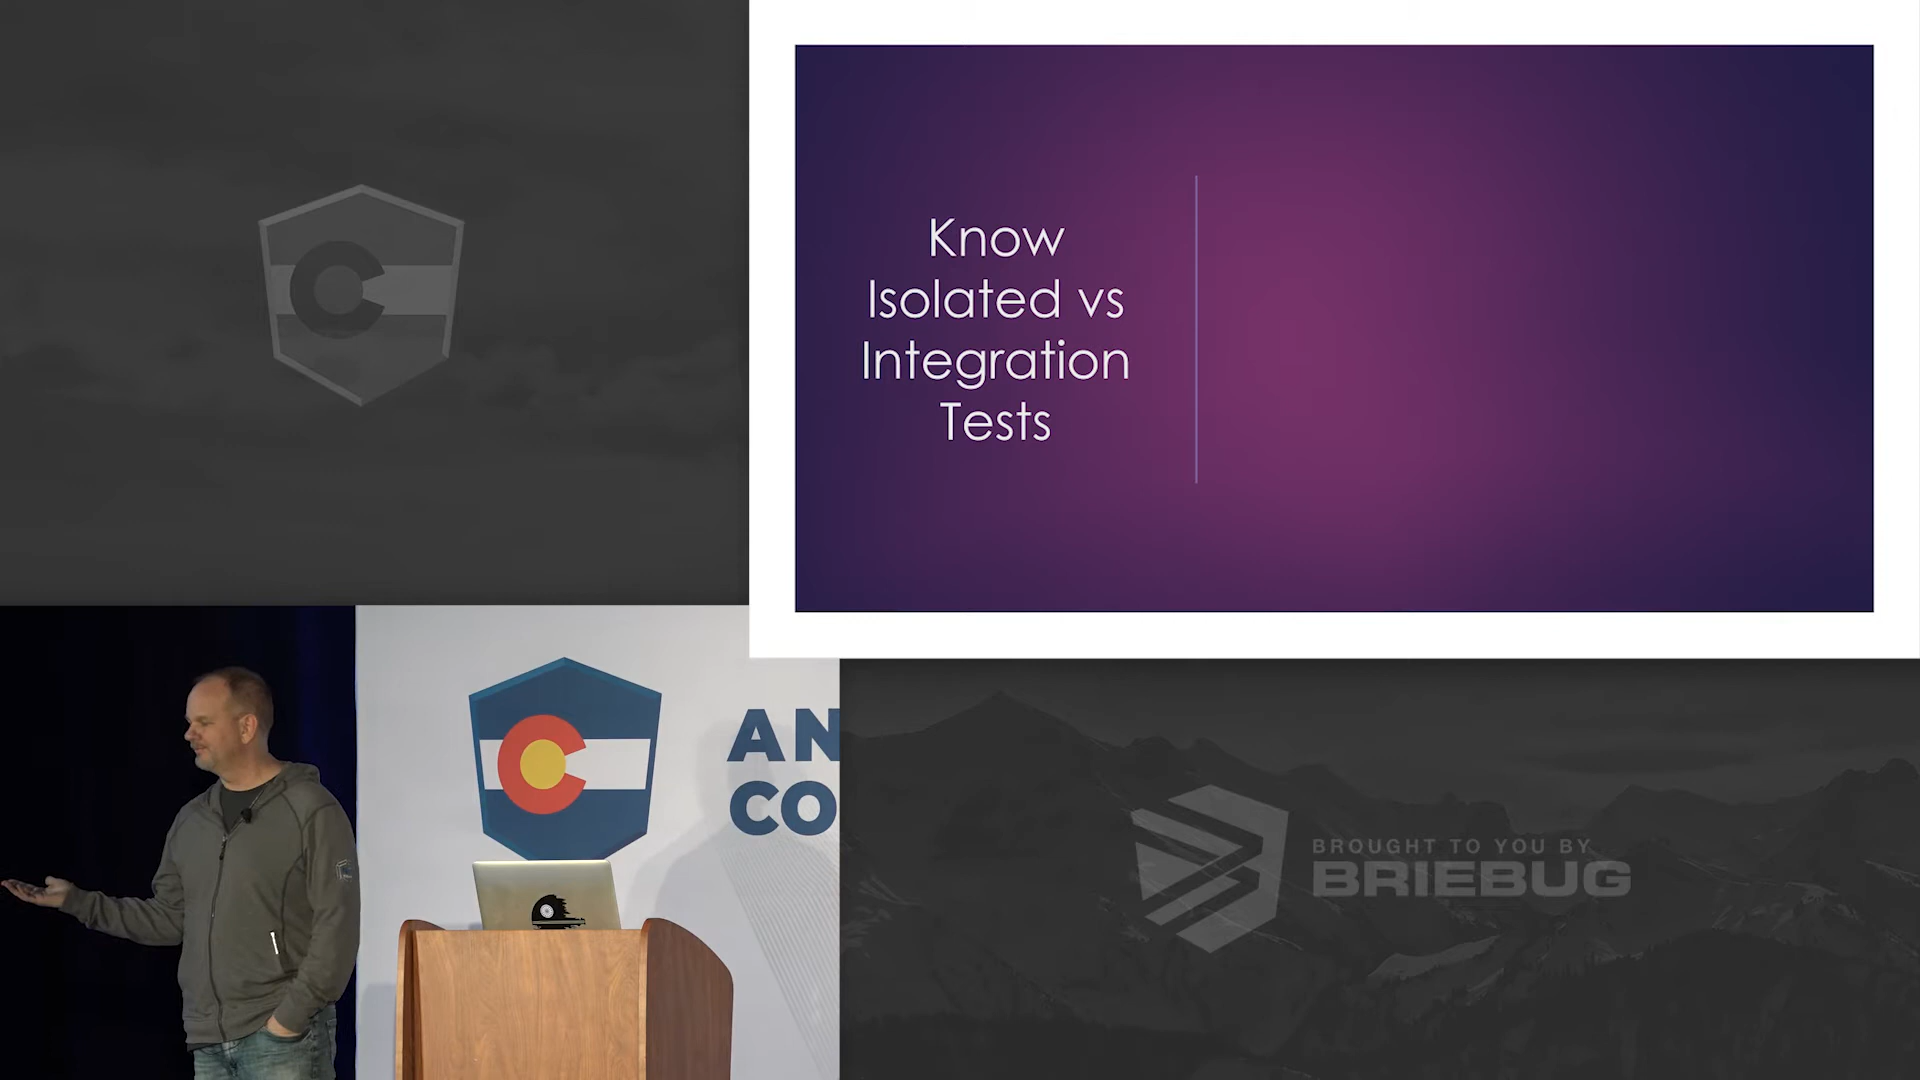 Know
Isolated vs
Integration
Tests
AN
CO
BROUGHT TO YOU BY
BRIEBUG